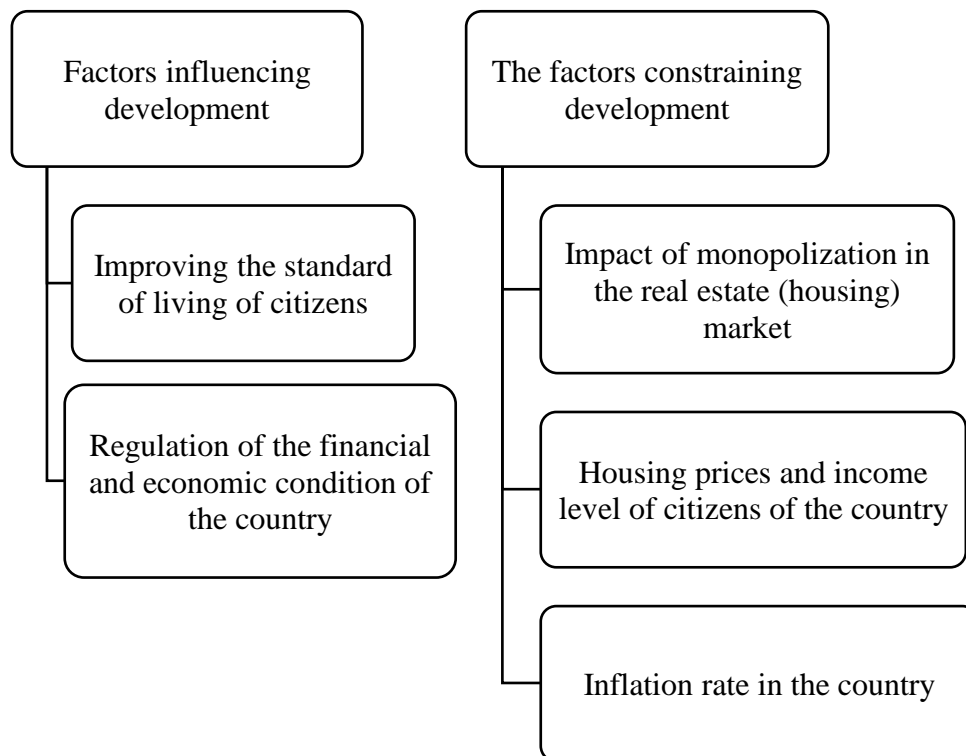 Factors influencing
development
Improving the standard
of living of citizens
Regulation of the financial
and economic condition of
the country
The factors constraining
development
Impact of monopolization in
the real estate (housing)
market
Housing prices and income
level of citizens of the country
Inflation rate in the country